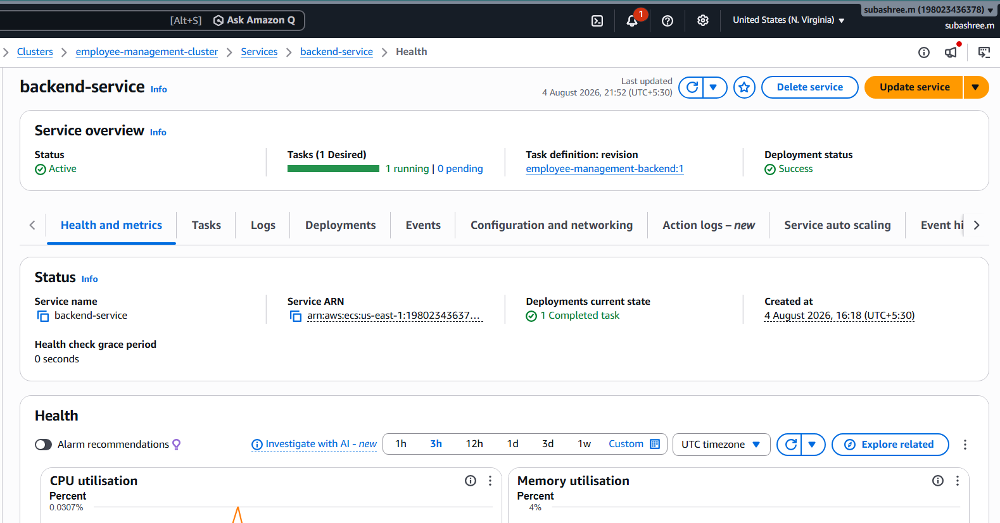 [Alt+S] Ask Amazon Q
1
United States (N. Virginia)
subashree.m (198023436378)
subashree.m
Clusters
employee-management-cluster
Services
backend-service
Health
backend-service Info
Last updated
4 August 2026, 21:52 (UTC+5:30)
Delete service
Update service
Service overview Info
Status
Active
Tasks (1 Desired)
1 running | 0 pending
Task definition: revision
employee-management-backend:1
Deployment status
Success
Health and metrics
Tasks
Logs
Deployments
Events
Configuration and networking
Action logs – new
Service auto scaling
Event hi
Status Info
Service name
backend-service
Service ARN
arn:aws:ecs:us-east-1:19802343637...
Deployments current state
1 Completed task
Created at
4 August 2026, 16:18 (UTC+5:30)
Health check grace period
0 seconds
Health
Alarm recommendations
Investigate with AI - new
1h
3h
12h
1d
3d
1w
Custom
UTC timezone
Explore related
CPU utilisation
Percent
0.0307%
Memory utilisation
Percent
4%